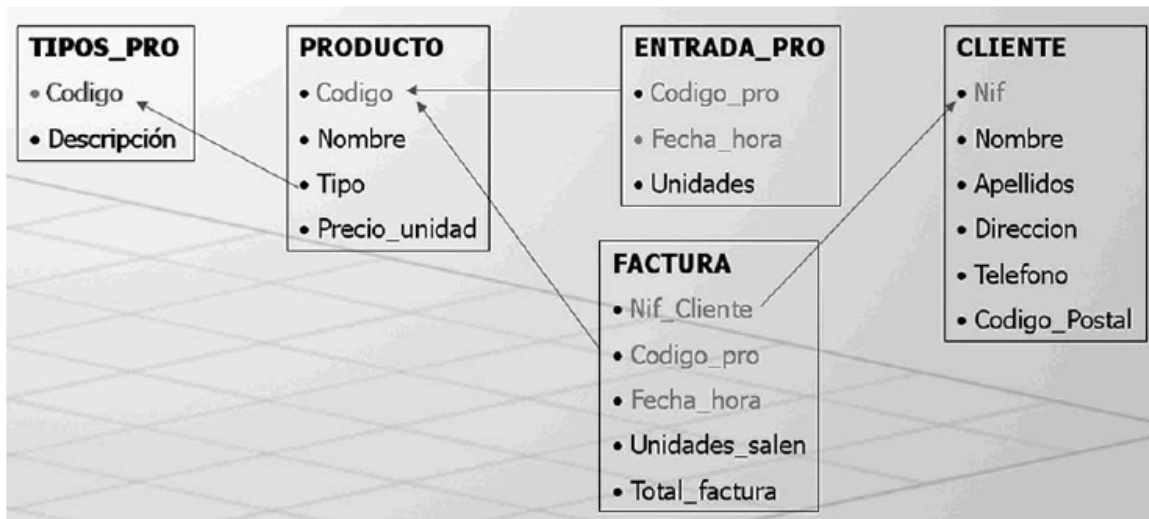 TIPOS_PRO
Codigo
Descripción
PRODUCTO
Codigo
Nombre
Tipo
Precio_unidad
ENTRADA_PRO
Codigo_pro
Fecha_hora
Unidades
CLIENTE
Nif
Nombre
Apellidos
Direccion
Telefono
Codigo_Postal
FACTURA
Nif_Cliente
Codigo_pro
Fecha_hora
Unidades_salen
Total_factura